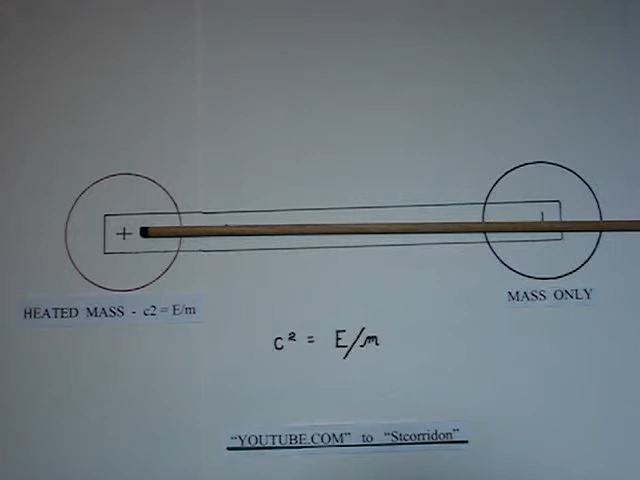 MASS ONLY
HEATED MASS - c2 = E/m
c² = E/m
"YOUTUBE.COM" to "Stcorridon"